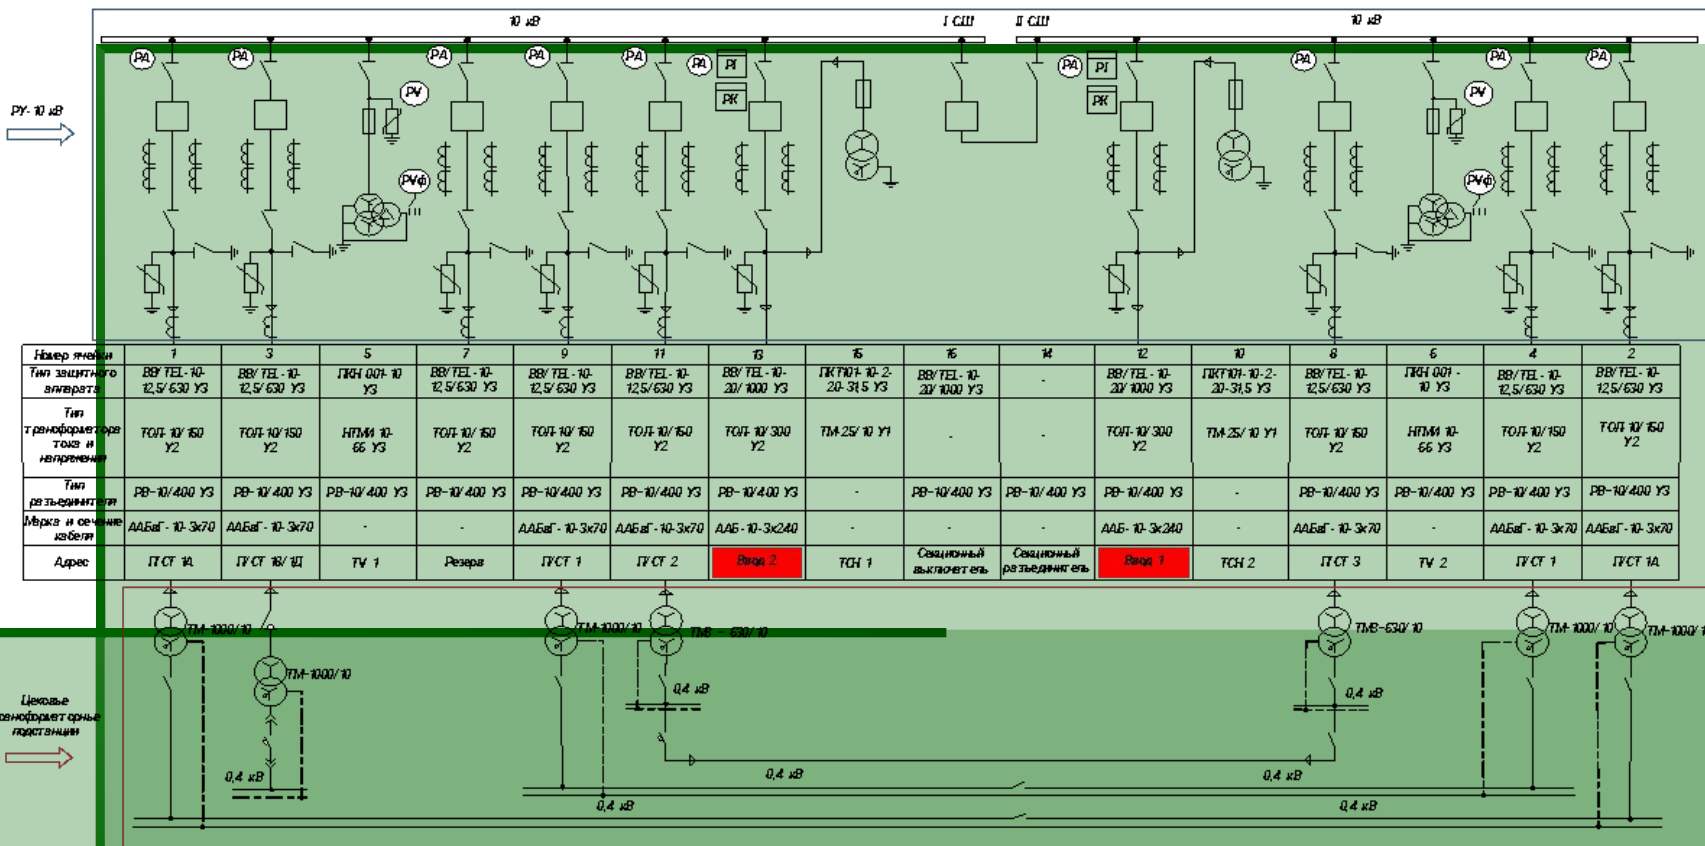 10 кВ
I СШ
II СШ
10 кВ
РА РА РА РА РА РА РI РА РI РА РА РА
РV РК РК РV
РУ-10 кВ
РVф РVф
Номер ячейки 1 3 5 7 9 11 13 15 16 14 12 10 8 6 4 2
Тип защитного ВВ/TEL-10- ВВ/TEL-10- ПКН 001-10 ВВ/TEL-10- ВВ/TEL-10- ВВ/TEL-10- ВВ/TEL-10- ПКТ101-10-2- ВВ/TEL-10- - ВВ/TEL-10- ПКТ101-10-2- ВВ/TEL-10- ПКН 001- ВВ/TEL-10- ВВ/TEL-10-
аппарата 12,5/630 У3 12,5/630 У3 У3 12,5/630 У3 12,5/630 У3 12,5/630 У3 20/1000 У3 20-31,5 У3 20/1000 У3 20/1000 У3 20-31,5 У3 12,5/630 У3 10 У3 12,5/630 У3 12,5/630 У3
Тип
трансформатора ТОЛ-10/150 ТОЛ-10/150 НТМИ 10- ТОЛ-10/150 ТОЛ-10/150 ТОЛ-10/150 ТОЛ-10/300 ТМ-25/10 У1 - - ТОЛ-10/300 ТМ-25/10 У1 ТОЛ-10/150 НТМИ 10- ТОЛ-10/150 ТОЛ-10/150
тока и У2 У2 66 У3 У2 У2 У2 У2 У2 У2 66 У3 У2 У2
напряжения
Тип
разъединителя РВ-10/400 У3 РВ-10/400 У3 РВ-10/400 У3 РВ-10/400 У3 РВ-10/400 У3 РВ-10/400 У3 РВ-10/400 У3 - РВ-10/400 У3 РВ-10/400 У3 РВ-10/400 У3 - РВ-10/400 У3 РВ-10/400 У3 РВ-10/400 У3 РВ-10/400 У3
Марка и сечение
кабеля ААБвГ-10-3х70 ААБвГ-10-3х70 - - ААБвГ-10-3х70 ААБвГ-10-3х70 ААБ-10-3х240 - - - ААБ-10-3х240 - ААБвГ-10-3х70 - ААБвГ-10-3х70 ААБвГ-10-3х70
Адрес ПГСТ 1А ПГСТ 1Б/1Д TV 1 Резерв ПГСТ 1 ПГСТ 2 Ввод 2 ТСН 1 Секционный Секционный Ввод 1 ТСН 2 ПГСТ 3 TV 2 ПГСТ 1 ПГСТ 1А
выключатель разъединитель
ТМ-1000/10 ТМ-1000/10 ТМЗ-630/10 ТМЗ-630/10 ТМ-1000/10 ТМ-1000/1
ТМ-1000/10
0,4 кВ 0,4 кВ
Цеховые
подстанции
0,4 кВ 0,4 кВ 0,4 кВ
0,4 кВ 0,4 кВ